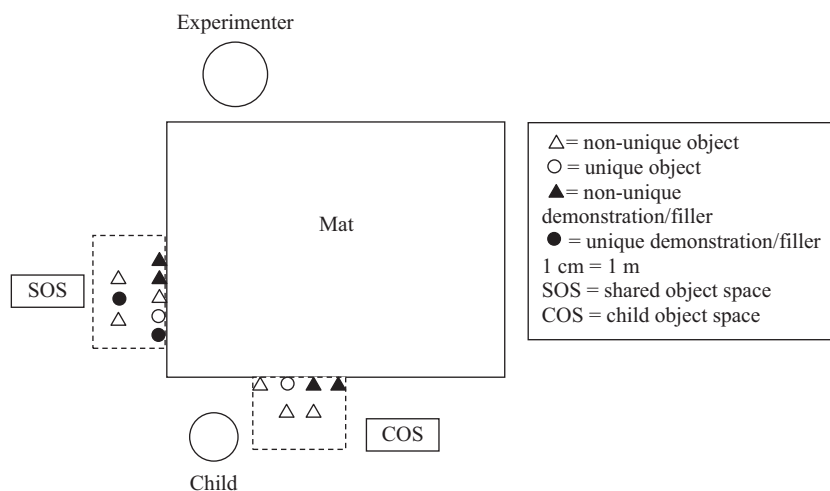 Experimenter
Mat
= non-unique object
= unique object
= non-unique
demonstration/filler
= unique demonstration/filler
1 cm = 1 m
SOS = shared object space
COS = child object space
SOS
COS
Child